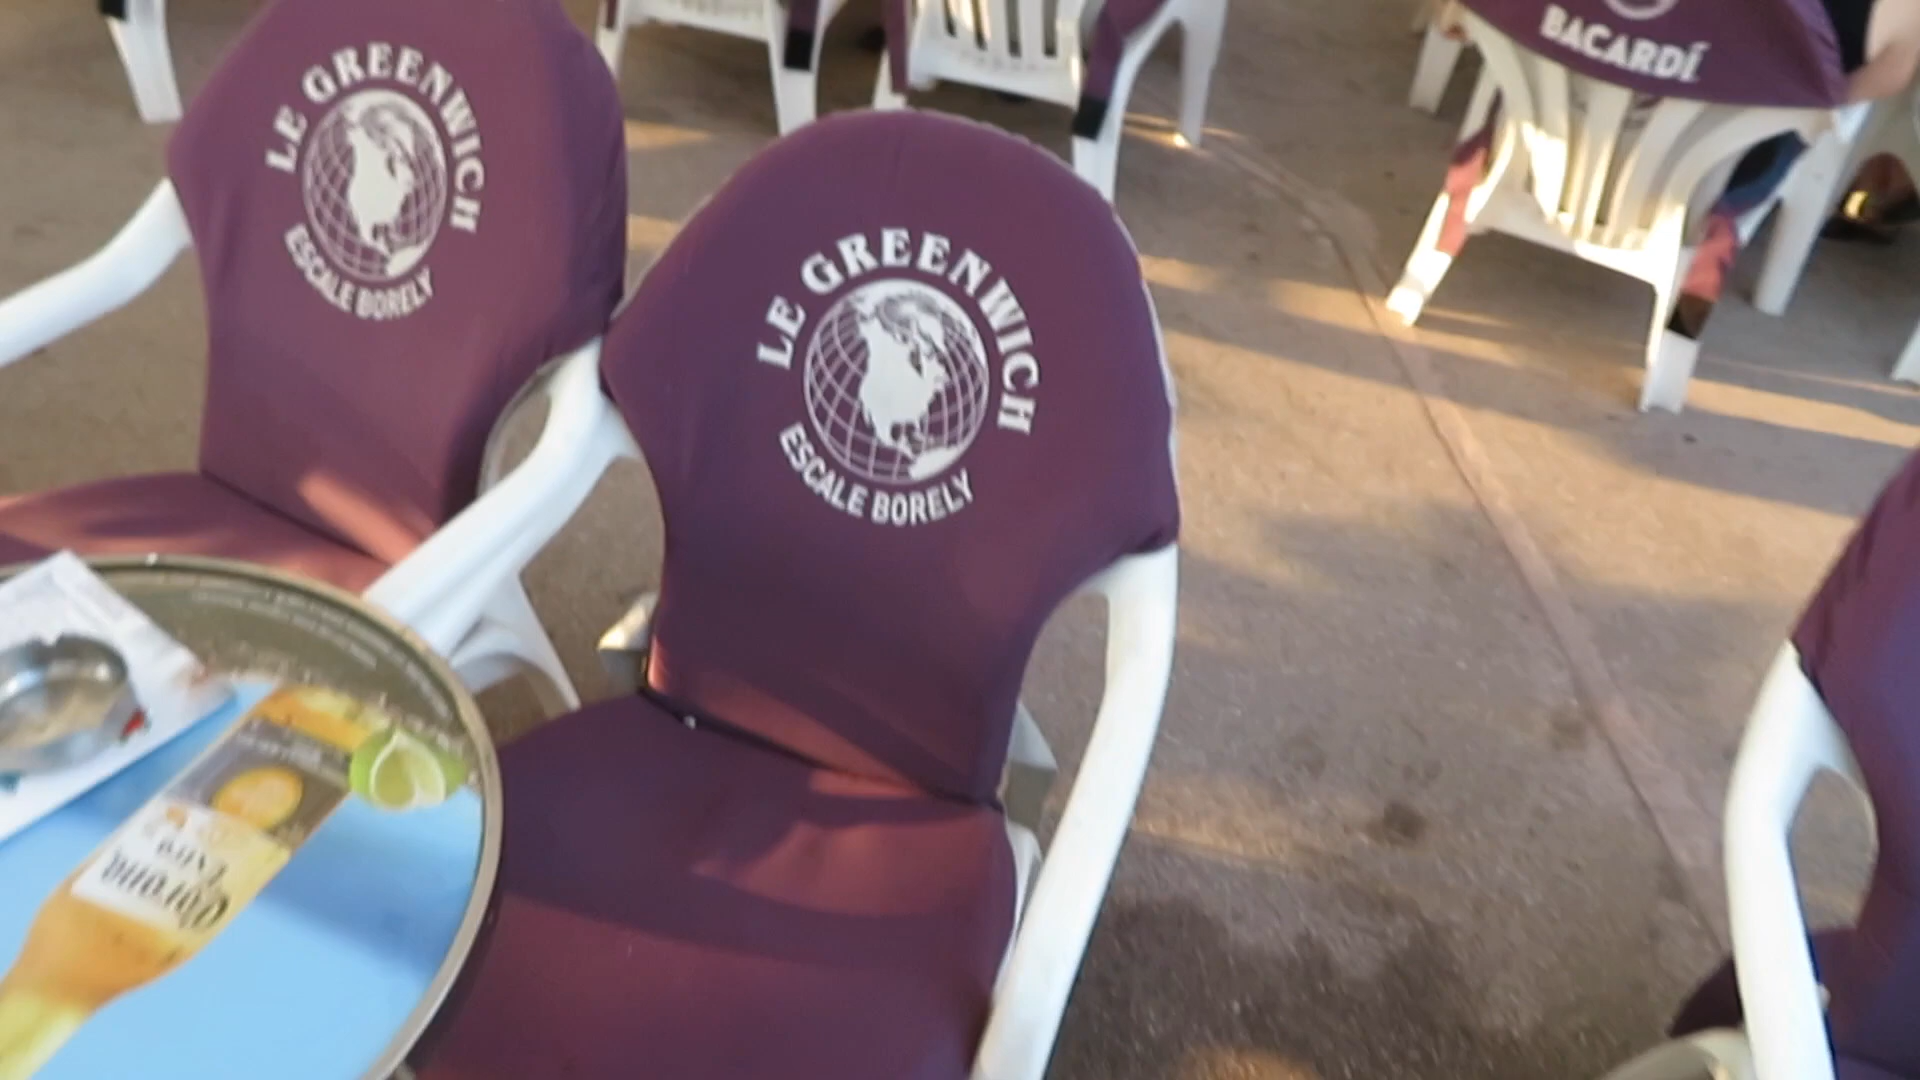 LE GREENWICH
ESCALE BORELY
LE GREENWICH
ESCALE BORELY
BACARDÍ
Corona
Extra